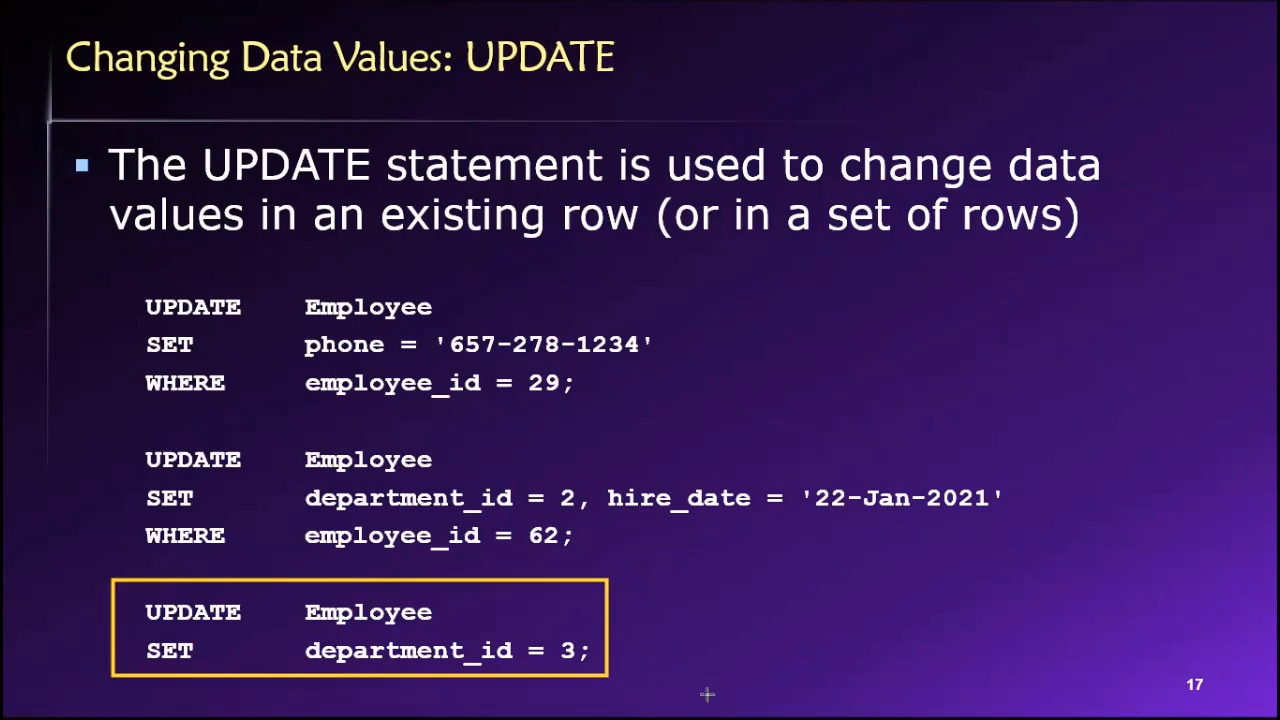 Changing Data Values: UPDATE
▪ The UPDATE statement is used to change data
values in an existing row (or in a set of rows)
UPDATE Employee
SET phone = '657-278-1234'
WHERE employee_id = 29;
UPDATE Employee
SET department_id = 2, hire_date = '22-Jan-2021'
WHERE employee_id = 62;
UPDATE Employee
SET department_id = 3;
17